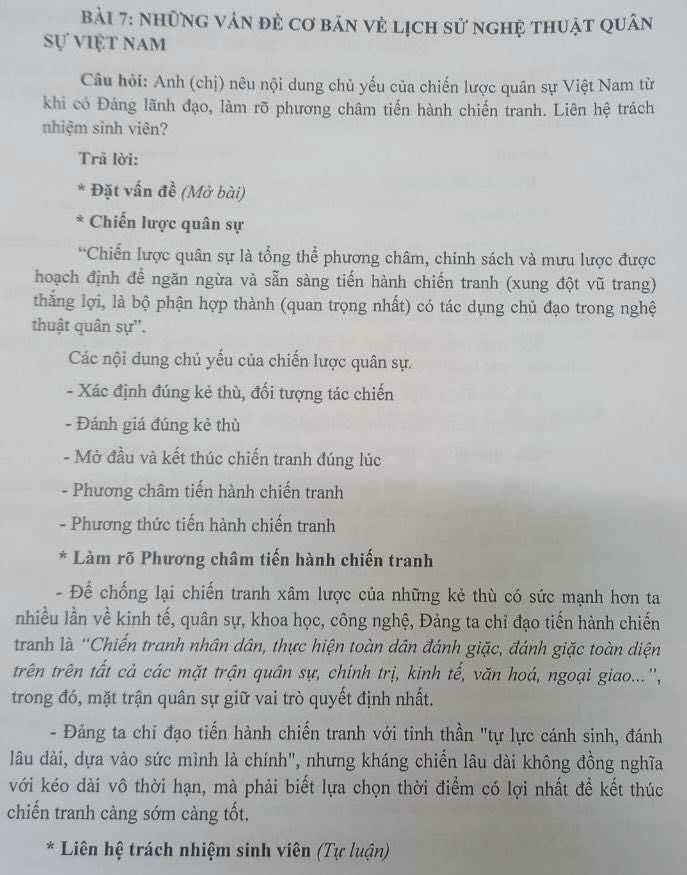 BÀI 7: NHỮNG VẤN ĐỀ CƠ BẢN VỀ LỊCH SỬ NGHỆ THUẬT QUÂN
SỰ VIỆT NAM
Câu hỏi: Anh (chị) nêu nội dung chủ yếu của chiến lược quân sự Việt Nam từ
khi có Đảng lãnh đạo, làm rõ phương châm tiến hành chiến tranh. Liên hệ trách
nhiệm sinh viên?
Trả lời:
* Đặt vấn đề (Mở bài)
* Chiến lược quân sự
“Chiến lược quân sự là tổng thể phương châm, chính sách và mưu lược được
hoạch định để ngăn ngừa và sẵn sàng tiến hành chiến tranh (xung đột vũ trang)
thắng lợi, là bộ phận hợp thành (quan trọng nhất) có tác dụng chủ đạo trong nghệ
thuật quân sự”.
Các nội dung chủ yếu của chiến lược quân sự.
- Xác định đúng kẻ thù, đối tượng tác chiến
- Đánh giá đúng kẻ thù
- Mở đầu và kết thúc chiến tranh đúng lúc
- Phương châm tiến hành chiến tranh
- Phương thức tiến hành chiến tranh
* Làm rõ Phương châm tiến hành chiến tranh
- Để chống lại chiến tranh xâm lược của những kẻ thù có sức mạnh hơn ta
nhiều lần về kinh tế, quân sự, khoa học, công nghệ, Đảng ta chỉ đạo tiến hành chiến
tranh là “Chiến tranh nhân dân, thực hiện toàn dân đánh giặc, đánh giặc toàn diện
trên trên tất cả các mặt trận quân sự, chính trị, kinh tế, văn hoá, ngoại giao...",
trong đó, mặt trận quân sự giữ vai trò quyết định nhất.
- Đảng ta chỉ đạo tiến hành chiến tranh với tinh thần "tự lực cánh sinh, đánh
lâu dài, dựa vào sức mình là chính", nhưng kháng chiến lâu dài không đồng nghĩa
với kéo dài vô thời hạn, mà phải biết lựa chọn thời điểm có lợi nhất để kết thúc
chiến tranh càng sớm càng tốt.
* Liên hệ trách nhiệm sinh viên (Tự luận)